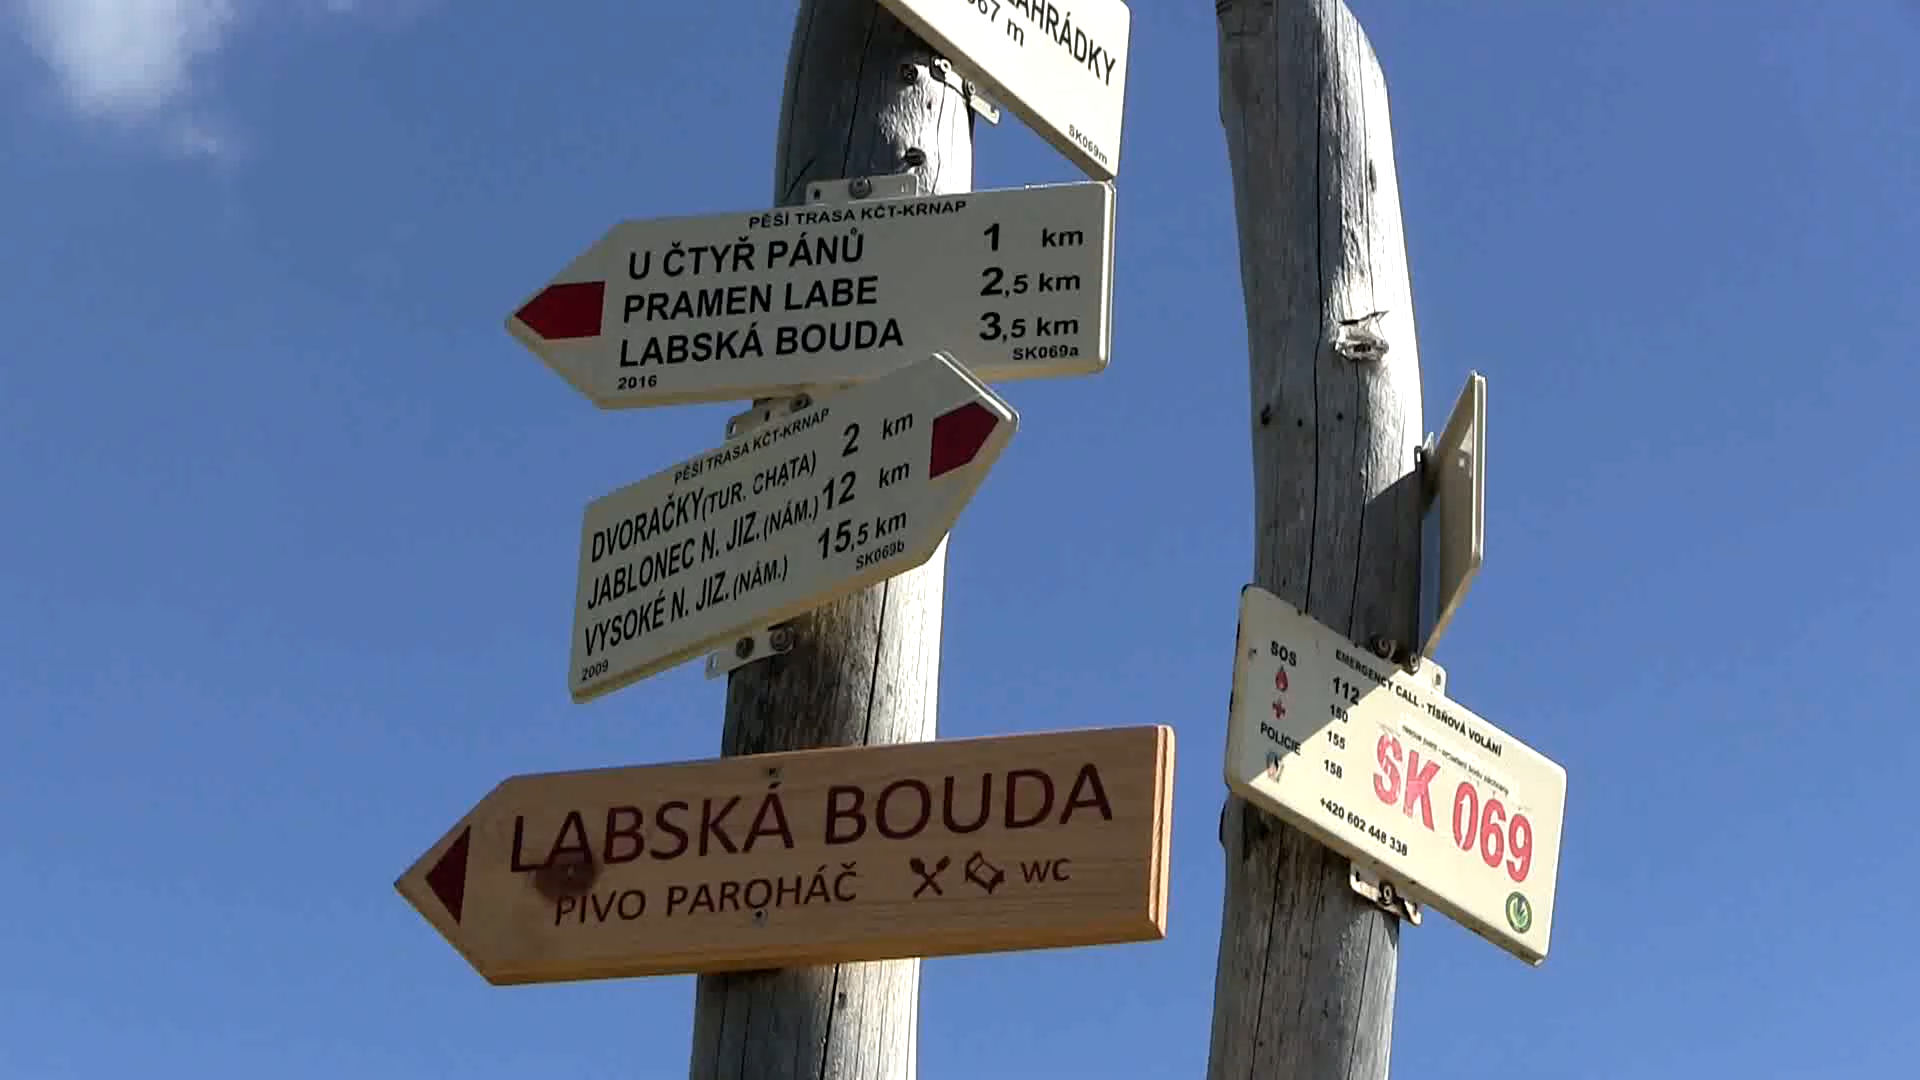 ZAHRÁDKY
67 m
SK069m
PĚŠÍ TRASA KČT-KRNAP
U ČTYŘ PÁNŮ 1 km
PRAMEN LABE 2,5 km
LABSKÁ BOUDA 3,5 km
2016 SK069a
PĚŠÍ TRASA KČT-KRNAP
DVORAČKY(TUR. CHATA) 2 km
JABLONEC N. JIZ.(NÁM.) 12 km
VYSOKÉ N. JIZ.(NÁM.) 15,5 km
2009 SK069b
LABSKÁ BOUDA
PIVO PAROHÁČ WC
EMERGENCY CALL - TÍSŇOVÁ VOLÁNÍ
SOS 112
150
155
POLICIE 158
SK 069
+420 602 448 338